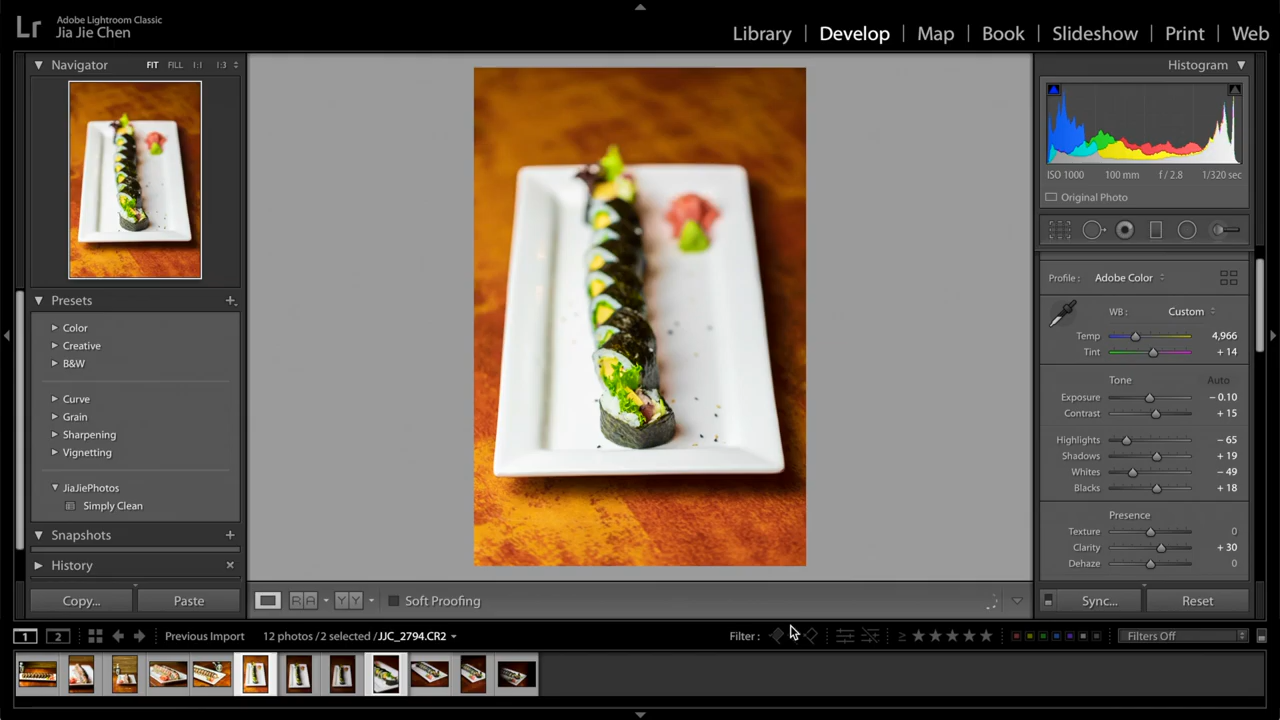 Lr
Adobe Lightroom Classic
Jia Jie Chen
Library | Develop | Map | Book | Slideshow | Print | Web
Navigator FIT FILL 1:1 1:3
Histogram
ISO 1000 100 mm f / 2.8 1/320 sec
Original Photo
Presets
Color
Creative
B&W
Curve
Grain
Sharpening
Vignetting
JiaJiePhotos
Simply Clean
Snapshots
History
Copy... Paste
Profile : Adobe Color
WB : Custom
Temp 4,966
Tint + 14
Tone Auto
Exposure – 0.10
Contrast + 15
Highlights – 65
Shadows + 19
Whites – 49
Blacks + 18
Presence
Texture 0
Clarity + 30
Dehaze 0
RA YY Soft Proofing
Sync... Reset
1 2 Previous Import 12 photos/2 selected/JJC_2794.CR2
Filter : ≥ Filters Off